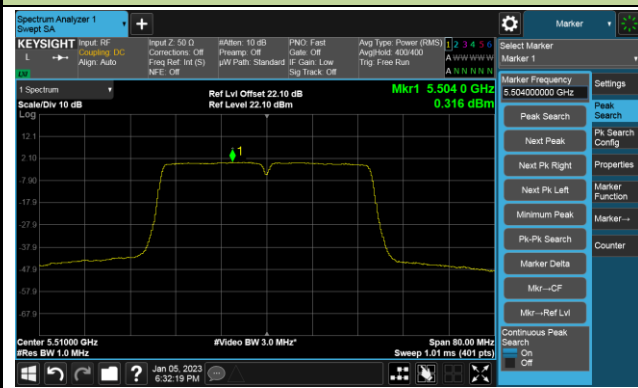 Spectrum Analyzer 1
Swept SA
+
Marker
KEYSIGHT Input: RF Input Z: 50 Ω #Atten: 10 dB PNO: Fast Avg Type: Power (RMS) 1 2 3 4 5 6
L Coupling: DC Corrections: Off Preamp: Off Gate: Off Avg|Hold: 400/400 A W W W W W
Align: Auto Freq Ref: Int (S) µW Path: Standard IF Gain: Low Trig: Free Run
NFE: Off Sig Track: Off A N N N N N
Select Marker
Marker 1
1 Spectrum
Ref Lvl Offset 22.10 dB
Mkr1 5.504 0 GHz
Scale/Div 10 dB
Ref Level 22.10 dBm
0.316 dBm
Log
12.1
2.10
-7.90
-17.9
-27.9
-37.9
-47.9
-57.9
-67.9
1
Center 5.51000 GHz
#Video BW 3.0 MHz*
Span 80.00 MHz
#Res BW 1.0 MHz
Sweep 1.01 ms (401 pts)
Marker Frequency
5.504000000 GHz
Peak Search
Next Peak
Next Pk Right
Next Pk Left
Minimum Peak
Pk-Pk Search
Marker Delta
Mkr→CF
Mkr→Ref Lvl
Continuous Peak
Search
On
Off
Settings
Peak
Search
Pk Search
Config
Properties
Marker
Function
Marker→
Counter
?
Jan 05, 2023
6:32:19 PM